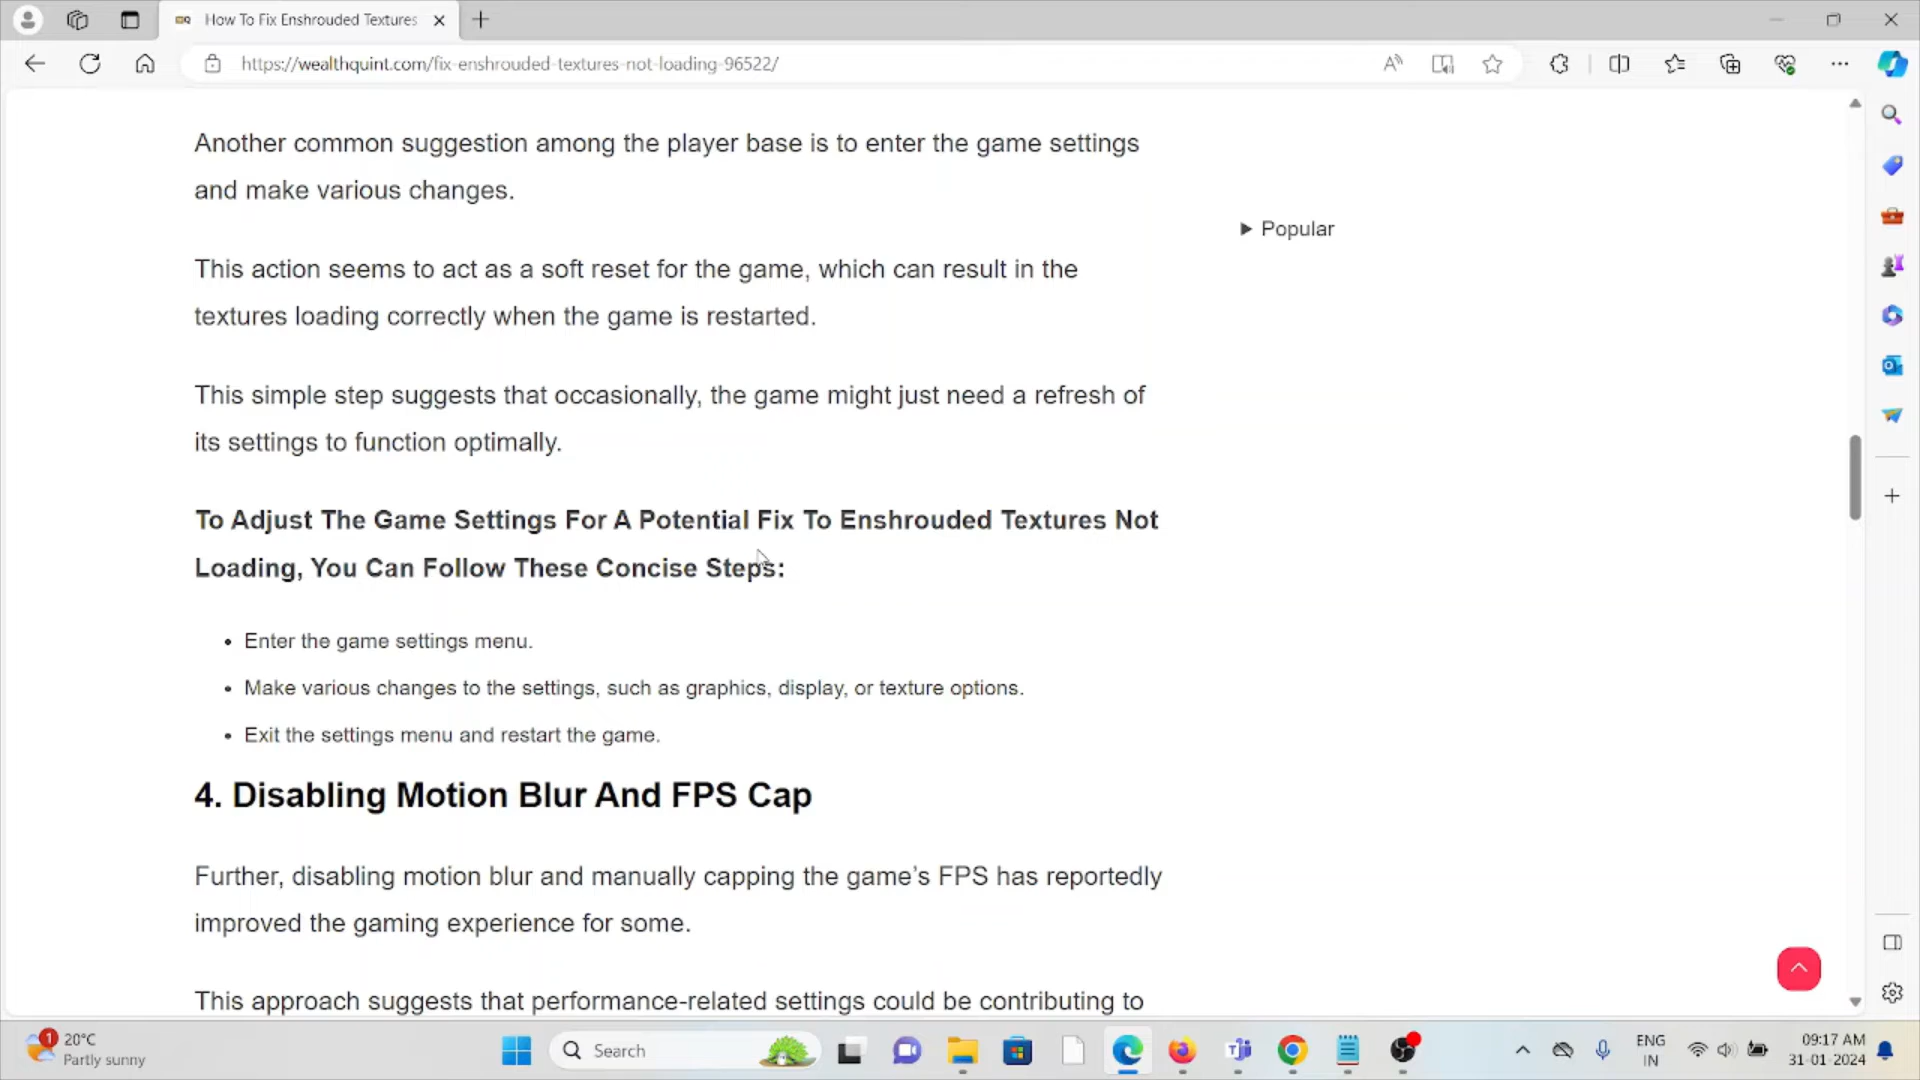 How To Fix Enshrouded Textures
https://wealthquint.com/fix-enshrouded-textures-not-loading-96522/
Another common suggestion among the player base is to enter the game settings
and make various changes.
Popular
This action seems to act as a soft reset for the game, which can result in the
textures loading correctly when the game is restarted.
This simple step suggests that occasionally, the game might just need a refresh of
its settings to function optimally.
To Adjust The Game Settings For A Potential Fix To Enshrouded Textures Not
Loading, You Can Follow These Concise Steps:
• Enter the game settings menu.
• Make various changes to the settings, such as graphics, display, or texture options.
• Exit the settings menu and restart the game.
4. Disabling Motion Blur And FPS Cap
Further, disabling motion blur and manually capping the game’s FPS has reportedly
improved the gaming experience for some.
This approach suggests that performance-related settings could be contributing to
1
20°C
Partly sunny
Search
ENG
IN
09:17 AM
31-01-2024